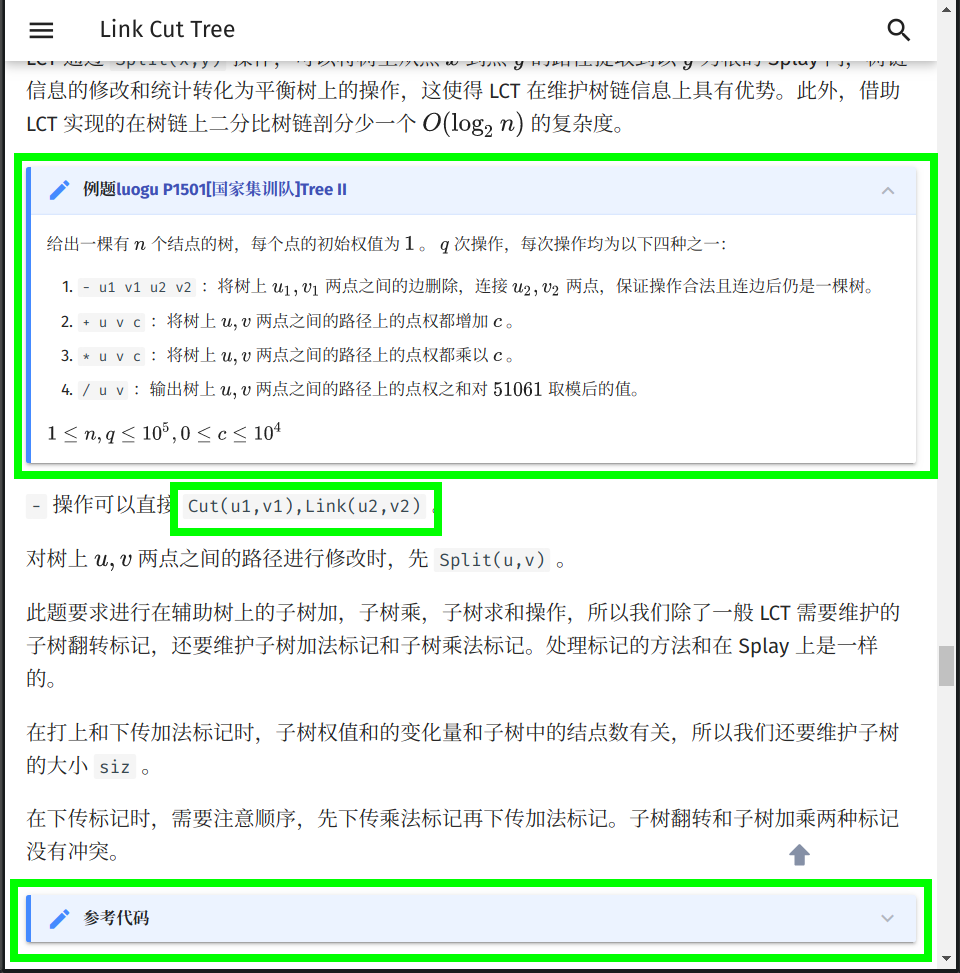 Link Cut Tree
信息的修改和统计转化为平衡树上的操作，这使得 LCT 在维护树链信息上具有优势。此外，借助
LCT 实现的在树链上二分比树链剖分少一个 O(log₂ n) 的复杂度。
例题luogu P1501[国家集训队]Tree II
给出一棵有 n 个结点的树，每个点的初始权值为 1 。 q 次操作，每次操作均为以下四种之一：
1. - u1 v1 u2 v2 ： 将树上 u₁, v₁ 两点之间的边删除，连接 u₂, v₂ 两点，保证操作合法且连边后仍是一棵树。
2. + u v c ： 将树上 u, v 两点之间的路径上的点权都增加 c 。
3. * u v c ： 将树上 u, v 两点之间的路径上的点权都乘以 c 。
4. / u v ： 输出树上 u, v 两点之间的路径上的点权之和对 51061 取模后的值。
1 ≤ n, q ≤ 10⁵, 0 ≤ c ≤ 10⁴
- 操作可以直接 Cut(u1,v1),Link(u2,v2)
对树上 u, v 两点之间的路径进行修改时，先 Split(u,v) 。
此题要求进行在辅助树上的子树加，子树乘，子树求和操作，所以我们除了一般 LCT 需要维护的
子树翻转标记，还要维护子树加法标记和子树乘法标记。处理标记的方法和在 Splay 上是一样
的。
在打上和下传加法标记时，子树权值和的变化量和子树中的结点数有关，所以我们还要维护子树
的大小 siz 。
在下传标记时，需要注意顺序，先下传乘法标记再下传加法标记。子树翻转和子树加乘两种标记
没有冲突。
参考代码